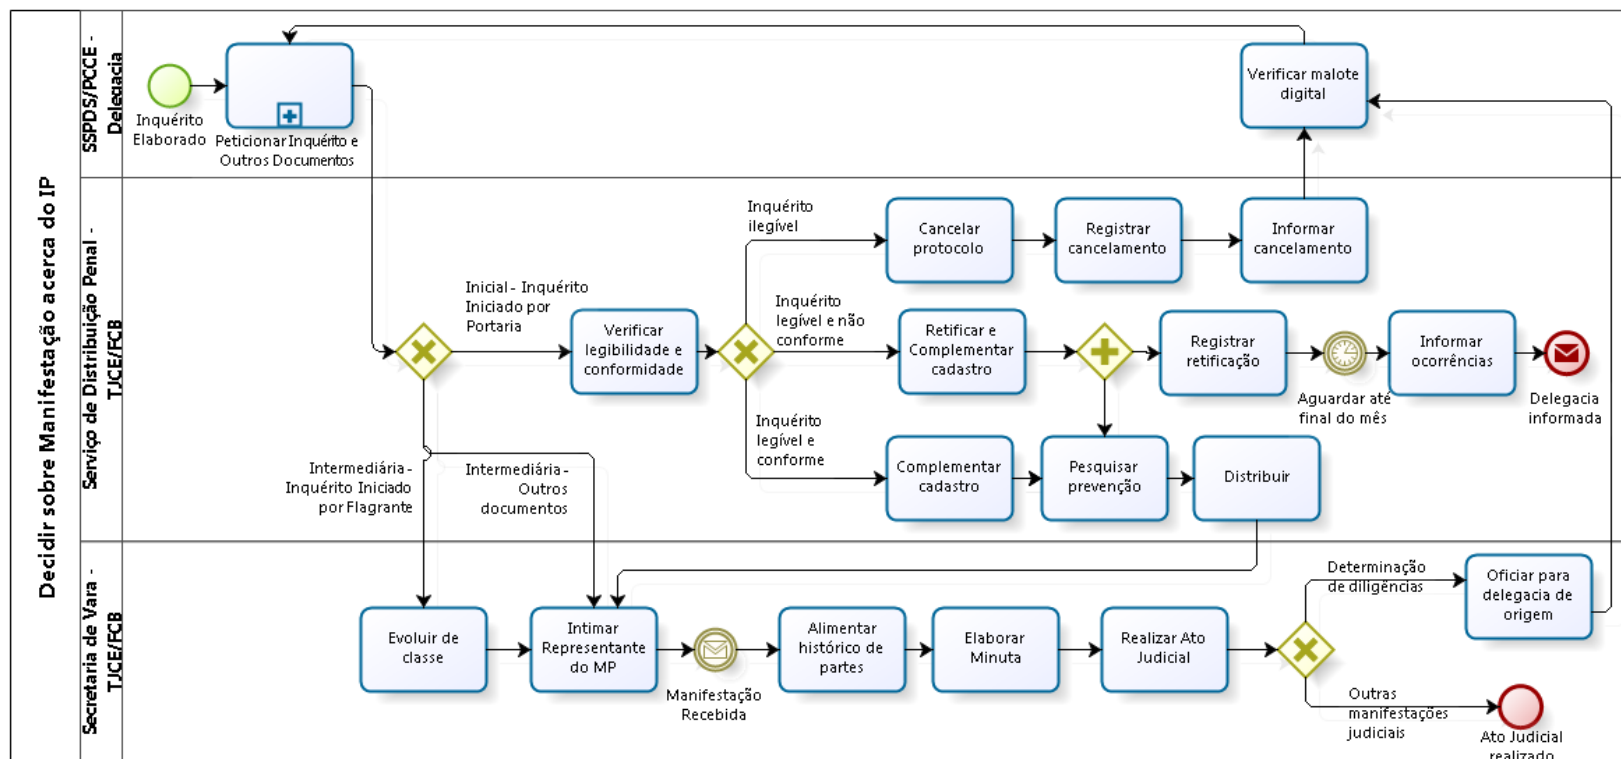 Decidir sobre Manifestação acerca do IP
SSPDS/PCCE -
Delegacia
Inquérito
Elaborado
Peticionar Inquérito e
Outros Documentos
Verificar malote
digital
Serviço de Distribuição Penal -
TJCE/FCB
Inicial - Inquérito
Iniciado por
Portaria
Verificar
legibilidade e
conformidade
Inquérito
ilegível
Cancelar
protocolo
Registrar
cancelamento
Informar
cancelamento
Inquérito
legível e não
conforme
Retificar e
Complementar
cadastro
Registrar
retificação
Aguardar até
final do mês
Informar
ocorrências
Delegacia
informada
Inquérito
legível e
conforme
Complementar
cadastro
Pesquisar
prevenção
Distribuir
Intermediária -
Inquérito Iniciado
por Flagrante
Intermediária -
Outros
documentos
Secretaria de Vara -
TJCE/FCB
Evoluir de
classe
Intimar
Representante
do MP
Manifestação
Recebida
Alimentar
histórico de
partes
Elaborar
Minuta
Realizar Ato
Judicial
Determinação
de diligências
Oficiar para
delegacia de
origem
Outras
manifestações
judiciais
Ato Judicial
realizado